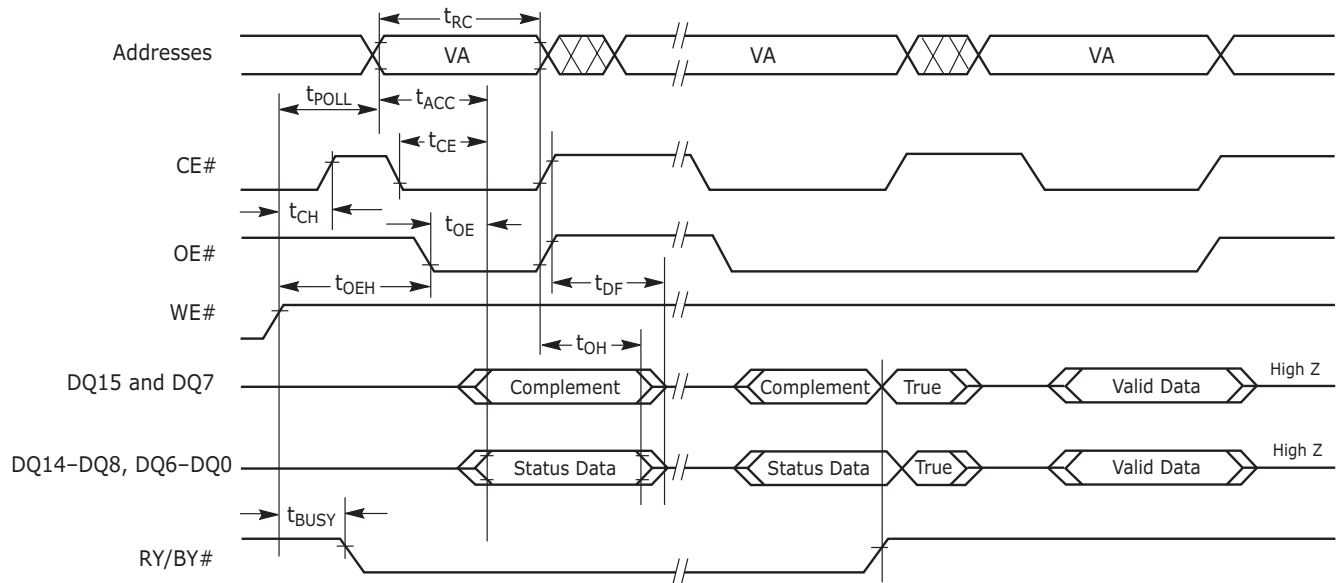 tRC
Addresses VA VA VA
tPOLL tACC
tCE
CE#
tCH tOE
OE#
tOEH tDF
WE#
tOH
DQ15 and DQ7 Complement Complement True Valid Data High Z
DQ14–DQ8, DQ6–DQ0 Status Data Status Data True Valid Data High Z
tBUSY
RY/BY#